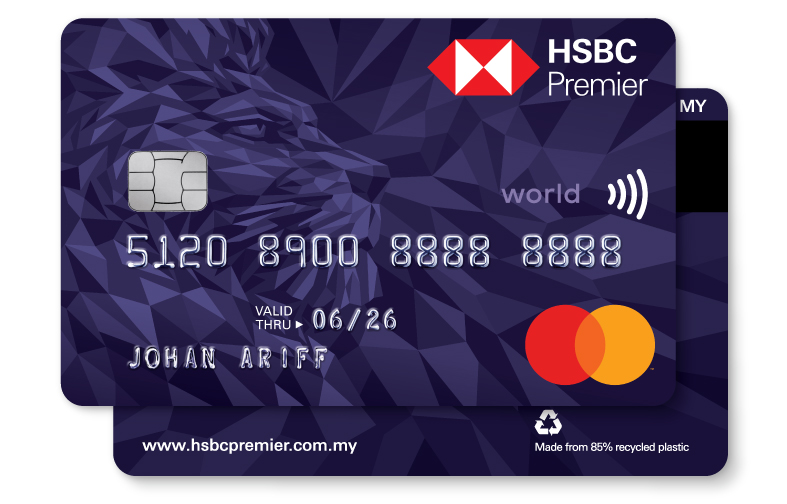 HSBC
Premier
MY
world
5120 8900 8888 8888
VALID
THRU 06/26
JOHAN ARIFF
www.hsbcpremier.com.my
Made from 85% recycled plastic